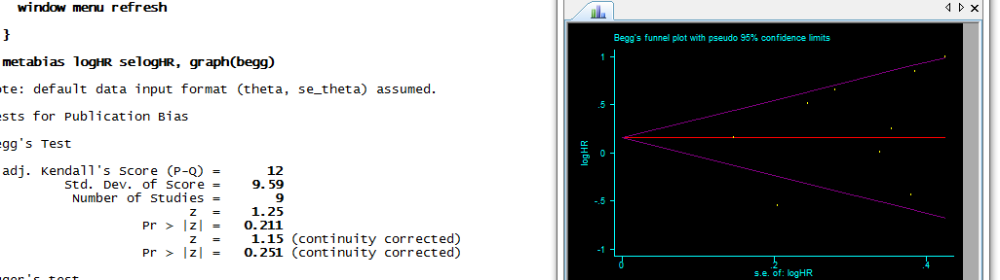 window menu refresh
}
metabias logHR selogHR, graph(begg)
ote: default data input format (theta, se_theta) assumed.
ests for Publication Bias
egg's Test
adj. Kendall's Score (P-Q) = 12
Std. Dev. of Score = 9.59
Number of Studies = 9
z = 1.25
Pr > |z| = 0.211
z = 1.15 (continuity corrected)
Pr > |z| = 0.251 (continuity corrected)
Begg's funnel plot with pseudo 95% confidence limits
1
.5
0
-.5
-1
logHR
0 .2 .4
s.e. of: logHR